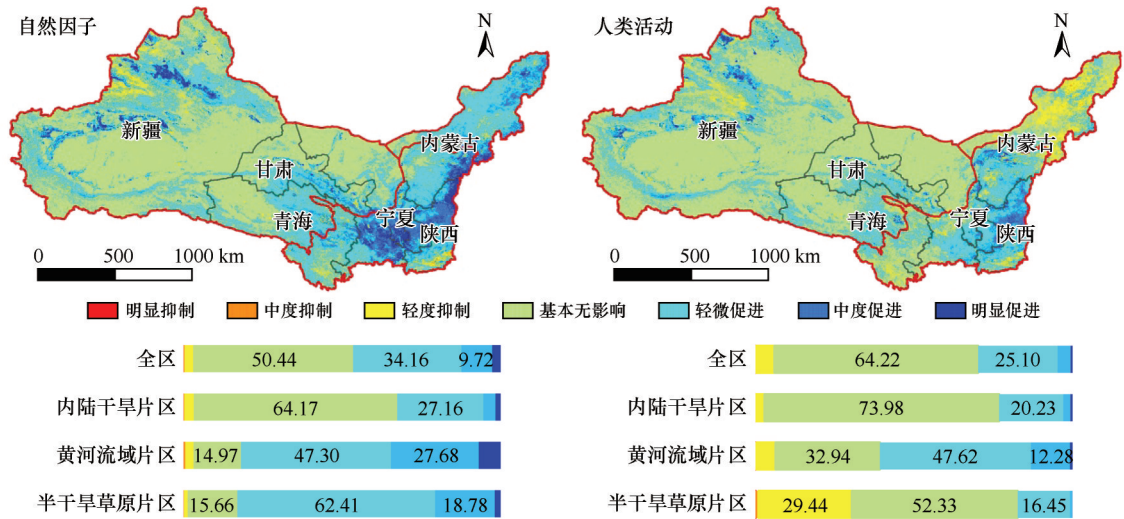 自然因子
N
新疆
内蒙古
甘肃
青海
宁夏
陕西
0 500 1000 km
人类活动
N
新疆
内蒙古
甘肃
青海
宁夏
陕西
0 500 1000 km
明显抑制 中度抑制 轻度抑制 基本无影响 轻微促进 中度促进 明显促进
全区 50.44 34.16 9.72
内陆干旱片区 64.17 27.16
黄河流域片区 14.97 47.30 27.68
半干旱草原片区 15.66 62.41 18.78
全区 64.22 25.10
内陆干旱片区 73.98 20.23
黄河流域片区 32.94 47.62 12.28
半干旱草原片区 29.44 52.33 16.45